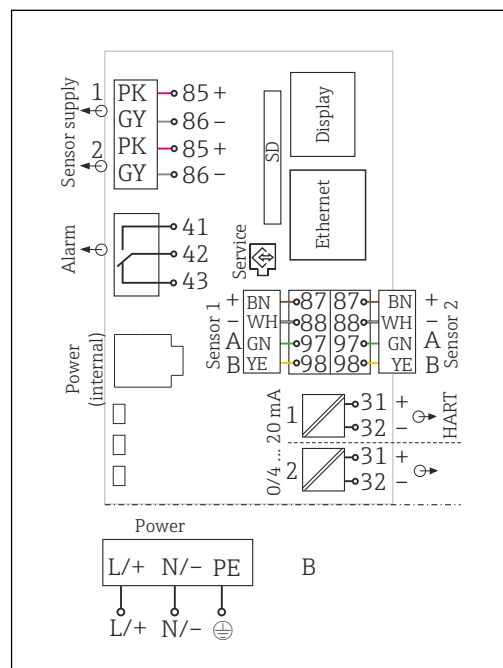 Sensor supply
1 PK 85 +
GY 86 -
2 PK 85 +
GY 86 -
Display
SD
Ethernet
Alarm
41
42
43
Service
Power
(internal)
Sensor 1
+ BN 87 87 BN +
- WH 88 88 WH -
A GN 97 97 GN A
B YE 98 98 YE B
Sensor 2
0/4 ... 20 mA
1 31 +
32 -
HART
2 31 +
32 -
Power
L/+ N/- PE
B
L/+ N/-